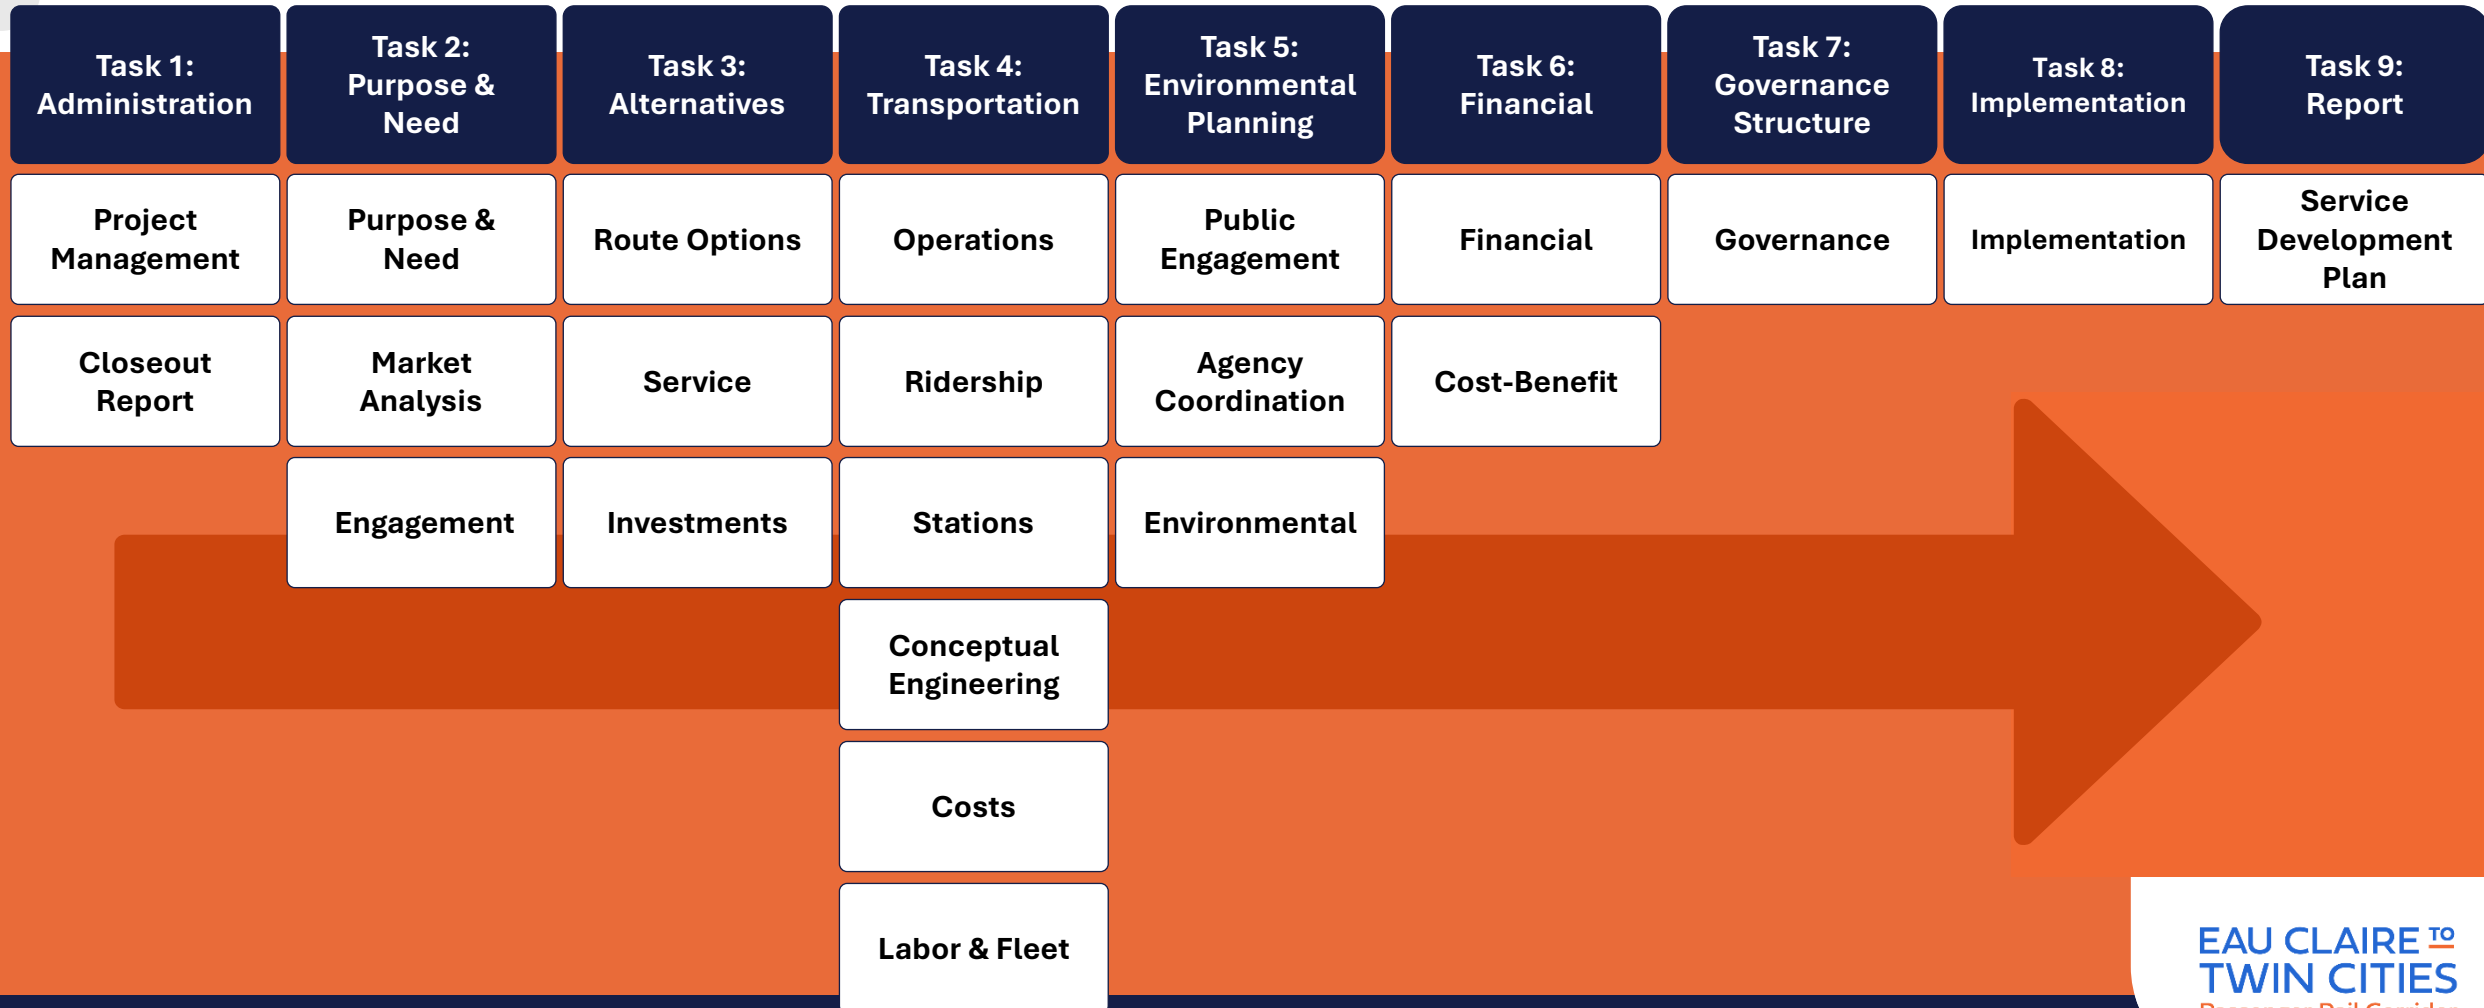 Task 1:
Administration
Task 2:
Purpose &
Need
Task 3:
Alternatives
Task 4:
Transportation
Task 5:
Environmental
Planning
Task 6:
Financial
Task 7:
Governance
Structure
Task 8:
Implementation
Task 9:
Report
Project
Management
Purpose &
Need
Route Options
Operations
Public
Engagement
Financial
Governance
Implementation
Service
Development
Plan
Closeout
Report
Market
Analysis
Service
Ridership
Agency
Coordination
Cost-Benefit
Engagement
Investments
Stations
Environmental
Conceptual
Engineering
Costs
Labor & Fleet
EAU CLAIRE TO
TWIN CITIES
Passenger Rail Corridor